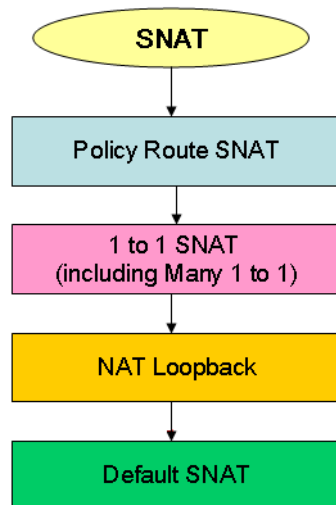 SNAT
Policy Route SNAT
1 to 1 SNAT
(including Many 1 to 1)
NAT Loopback
Default SNAT